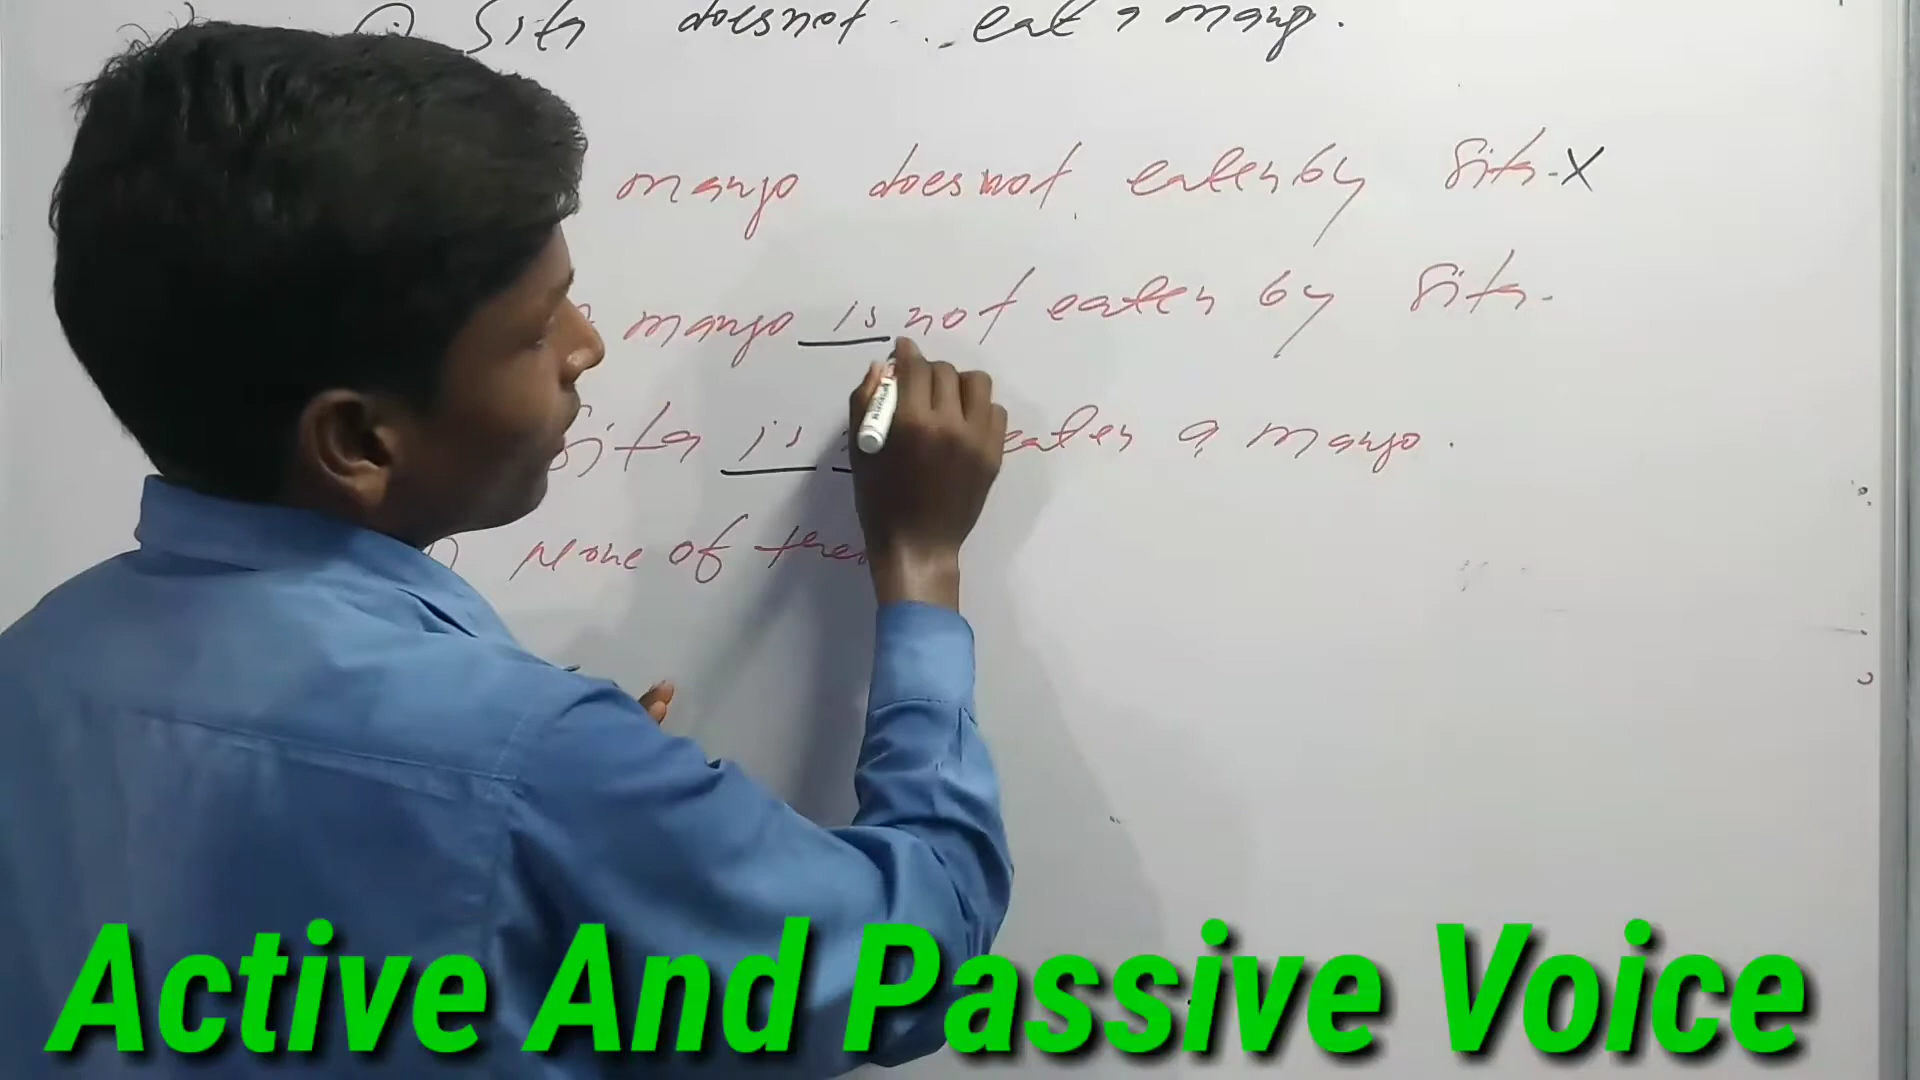 i) Sita doesnot eat a mango.
mango doesnot eaten by Sita. X
mango is not eaten by Sita.
Sita is eaten a mango.
None of
Active And Passive Voice